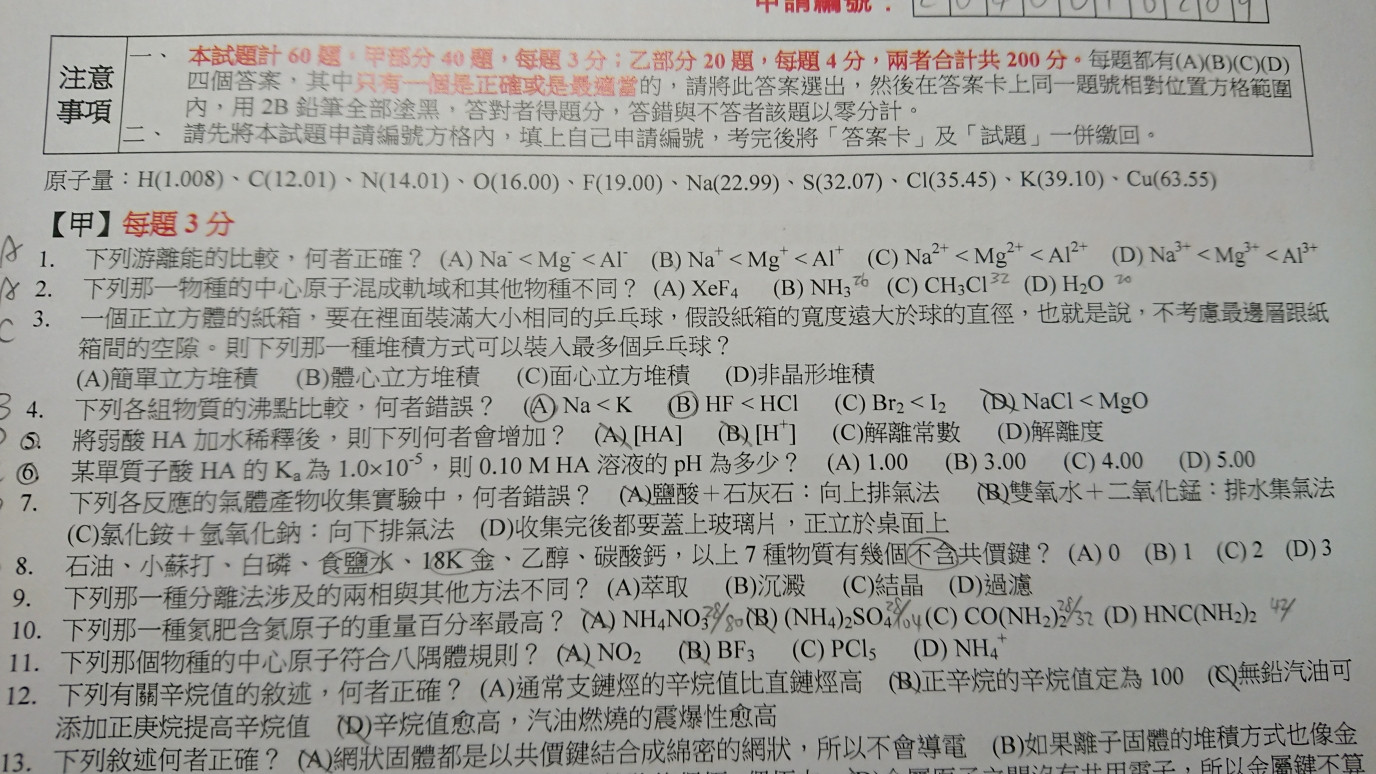 申請編號：
注意事項
一、本試題計 60 題，甲部分 40 題，每題 3 分；乙部分 20 題，每題 4 分，兩者合計共 200 分。每題都有(A)(B)(C)(D)
四個答案，其中只有一個是正確或是最適當的，請將此答案選出，然後在答案卡上同一題號相對位置方格範圍
內，用 2B 鉛筆全部塗黑，答對者得題分，答錯與不答者該題以零分計。
二、請先將本試題申請編號方格內，填上自己申請編號，考完後將「答案卡」及「試題」一併繳回。
原子量：H(1.008)、C(12.01)、N(14.01)、O(16.00)、F(19.00)、Na(22.99)、S(32.07)、Cl(35.45)、K(39.10)、Cu(63.55)
【甲】每題 3 分
A 1. 下列游離能的比較，何者正確？ (A) Na⁻ < Mg⁻ < Al⁻ (B) Na⁺ < Mg⁺ < Al⁺ (C) Na²⁺ < Mg²⁺ < Al²⁺ (D) Na³⁺ < Mg³⁺ < Al³⁺
A 2. 下列那一物種的中心原子混成軌域和其他物種不同？ (A) XeF₄ (B) NH₃ (C) CH₃Cl 32 (D) H₂O 20
C 3. 一個正立方體的紙箱，要在裡面裝滿大小相同的乒乓球，假設紙箱的寬度遠大於球的直徑，也就是說，不考慮最邊層跟紙
箱間的空隙。則下列那一種堆積方式可以裝入最多個乒乓球？
(A)簡單立方堆積 (B)體心立方堆積 (C)面心立方堆積 (D)非晶形堆積
B 4. 下列各組物質的沸點比較，何者錯誤？ (A) Na < K (B) HF < HCl (C) Br₂ < I₂ (D) NaCl < MgO
5. 將弱酸 HA 加水稀釋後，則下列何者會增加？ (A) [HA] (B) [H⁺] (C)解離常數 (D)解離度
6. 某單質子酸 HA 的 Kₐ 為 1.0×10⁻⁵，則 0.10 M HA 溶液的 pH 為多少？ (A) 1.00 (B) 3.00 (C) 4.00 (D) 5.00
7. 下列各反應的氣體產物收集實驗中，何者錯誤？ (A)鹽酸＋石灰石：向上排氣法 (B)雙氧水＋二氧化錳：排水集氣法
(C)氯化銨＋氫氧化鈉：向下排氣法 (D)收集完後都要蓋上玻璃片，正立於桌面上
8. 石油、小蘇打、白磷、食鹽水、18K 金、乙醇、碳酸鈣，以上 7 種物質有幾個不含共價鍵？ (A) 0 (B) 1 (C) 2 (D) 3
9. 下列那一種分離法涉及的兩相與其他方法不同？ (A)萃取 (B)沉澱 (C)結晶 (D)過濾
10. 下列那一種氮肥含氮原子的重量百分率最高？ (A) NH₄NO₃ 28/80 (B) (NH₄)₂SO₄ 28/104 (C) CO(NH₂)₂ 28/32 (D) HNC(NH₂)₂ 42/
11. 下列那個物種的中心原子符合八隅體規則？ (A) NO₂ (B) BF₃ (C) PCl₅ (D) NH₄⁺
12. 下列有關辛烷值的敘述，何者正確？ (A)通常支鏈烴的辛烷值比直鏈烴高 (B)正辛烷的辛烷值定為 100 (C)無鉛汽油可
添加正庚烷提高辛烷值 (D)辛烷值愈高，汽油燃燒的震爆性愈高
13. 下列敘述何者正確？ (A)網狀固體都是以共價鍵結合成綿密的網狀，所以不會導電 (B)如果離子固體的堆積方式也像金